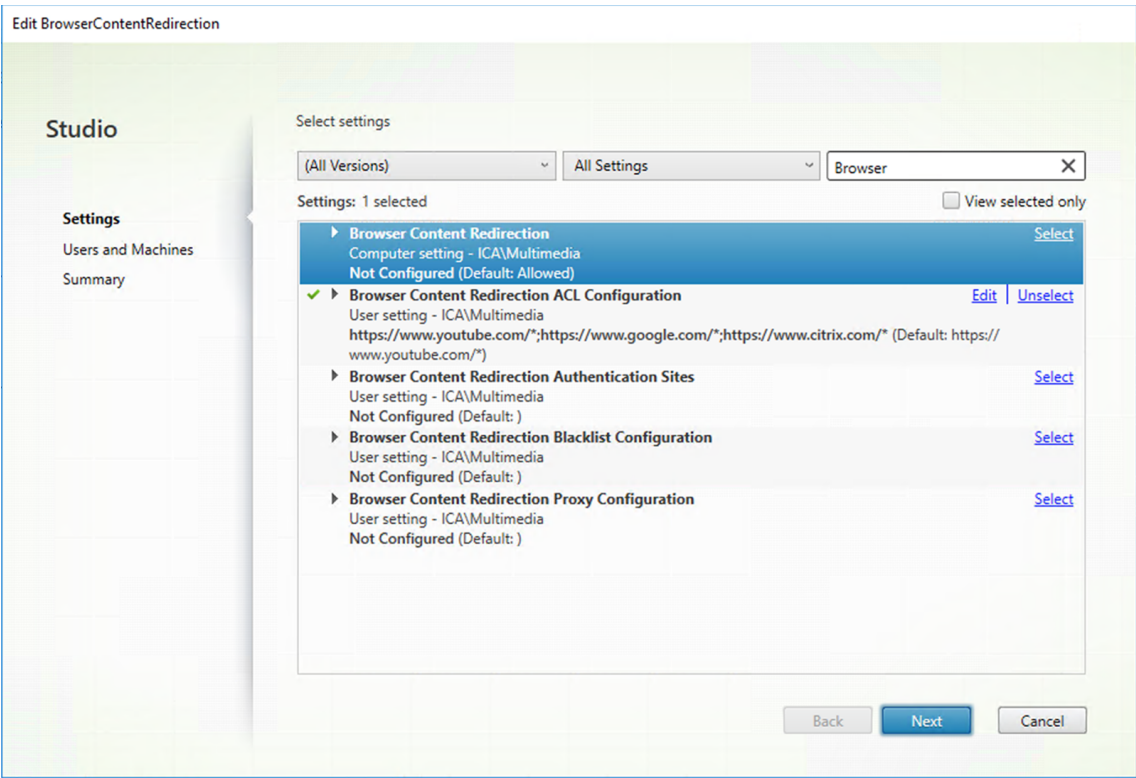 Edit BrowserContentRedirection
Studio
Settings
Users and Machines
Summary
Select settings
(All Versions)
All Settings
Browser
Settings: 1 selected
View selected only
Browser Content Redirection Select
Computer setting - ICA\Multimedia
Not Configured (Default: Allowed)
Browser Content Redirection ACL Configuration Edit Unselect
User setting - ICA\Multimedia
https://www.youtube.com/*;https://www.google.com/*;https://www.citrix.com/* (Default: https://
www.youtube.com/*)
Browser Content Redirection Authentication Sites Select
User setting - ICA\Multimedia
Not Configured (Default: )
Browser Content Redirection Blacklist Configuration Select
User setting - ICA\Multimedia
Not Configured (Default: )
Browser Content Redirection Proxy Configuration Select
User setting - ICA\Multimedia
Not Configured (Default: )
Back Next Cancel